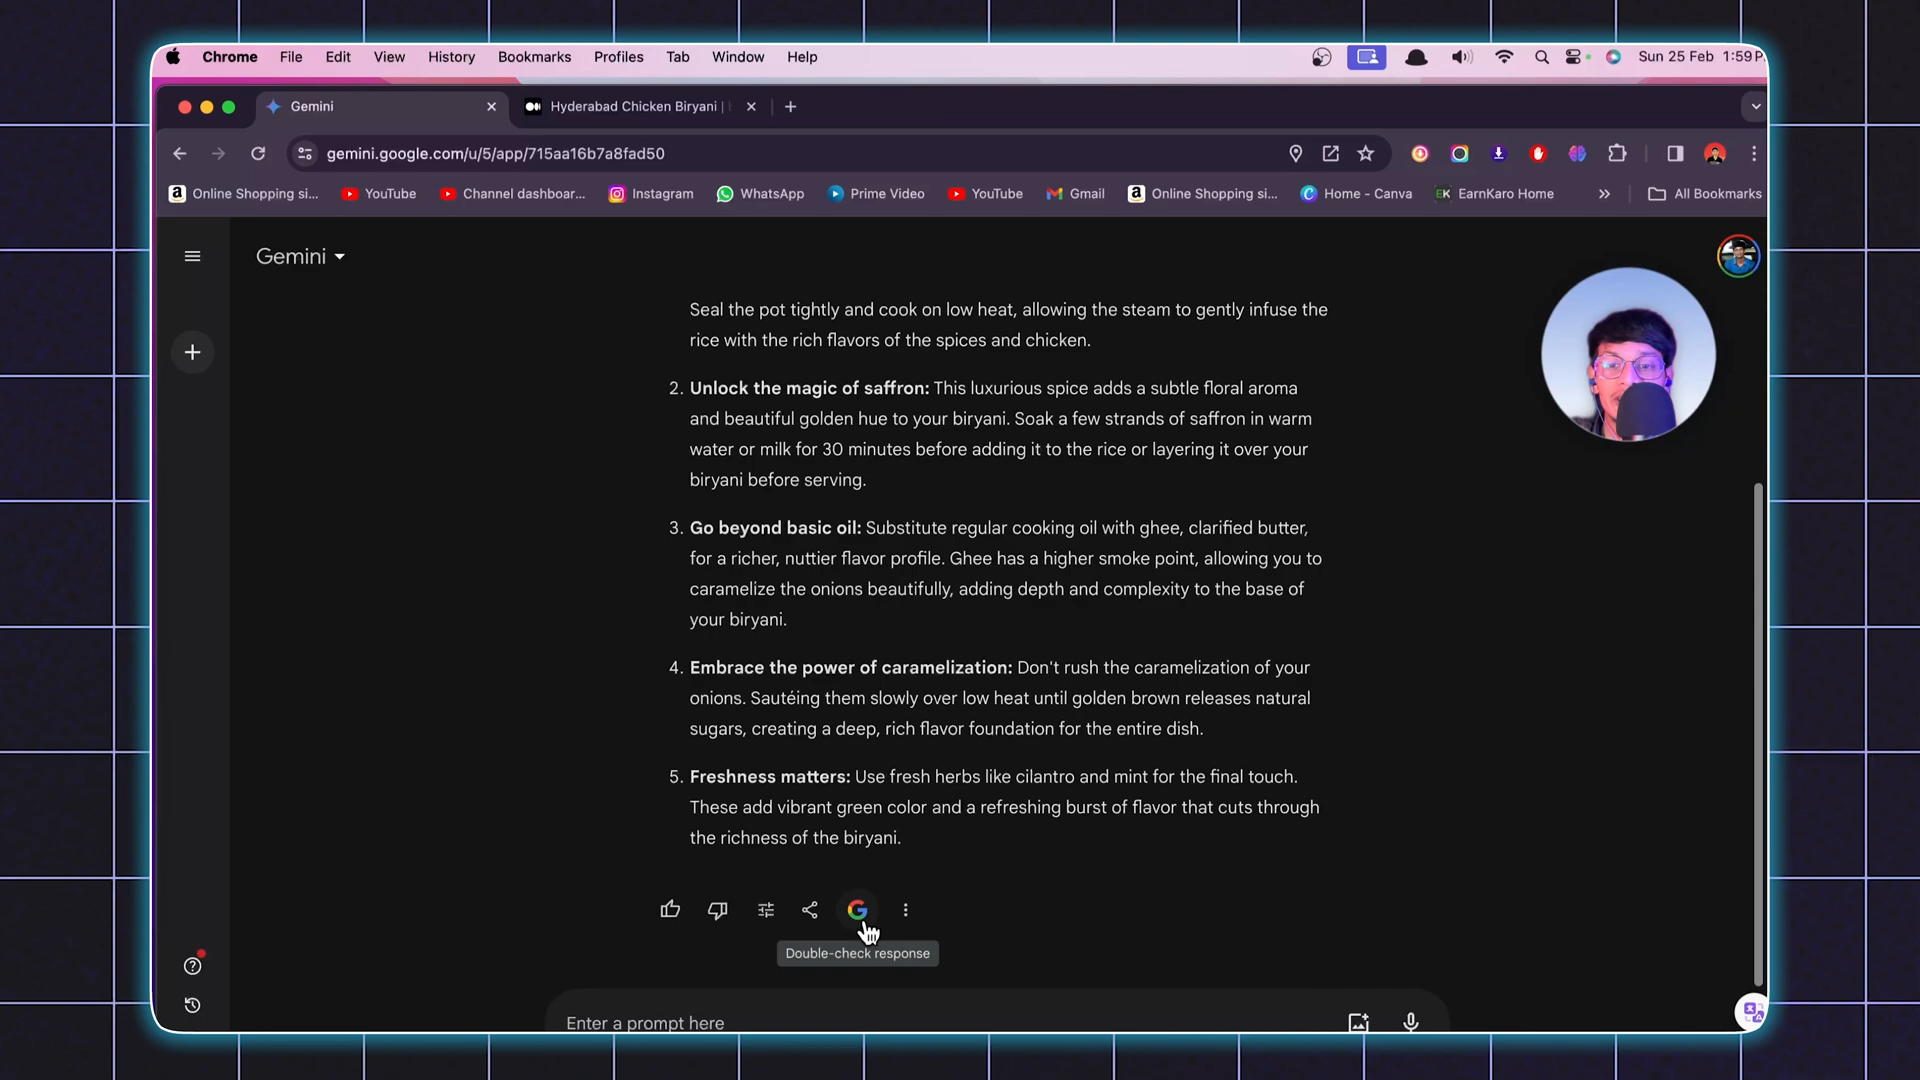 Chrome File Edit View History Bookmarks Profiles Tab Window Help Sun 25 Feb 1:59
Gemini Hyderabad Chicken Biryani |
gemini.google.com/u/5/app/715aa16b7a8fad50
Online Shopping si... YouTube Channel dashboar... Instagram WhatsApp Prime Video YouTube Gmail Online Shopping si... Home - Canva EK EarnKaro Home All Bookmarks
Gemini
Seal the pot tightly and cook on low heat, allowing the steam to gently infuse the
rice with the rich flavors of the spices and chicken.
2. Unlock the magic of saffron: This luxurious spice adds a subtle floral aroma
and beautiful golden hue to your biryani. Soak a few strands of saffron in warm
water or milk for 30 minutes before adding it to the rice or layering it over your
biryani before serving.
3. Go beyond basic oil: Substitute regular cooking oil with ghee, clarified butter,
for a richer, nuttier flavor profile. Ghee has a higher smoke point, allowing you to
caramelize the onions beautifully, adding depth and complexity to the base of
your biryani.
4. Embrace the power of caramelization: Don't rush the caramelization of your
onions. Sautéing them slowly over low heat until golden brown releases natural
sugars, creating a deep, rich flavor foundation for the entire dish.
5. Freshness matters: Use fresh herbs like cilantro and mint for the final touch.
These add vibrant green color and a refreshing burst of flavor that cuts through
the richness of the biryani.
Double-check response
Enter a prompt here